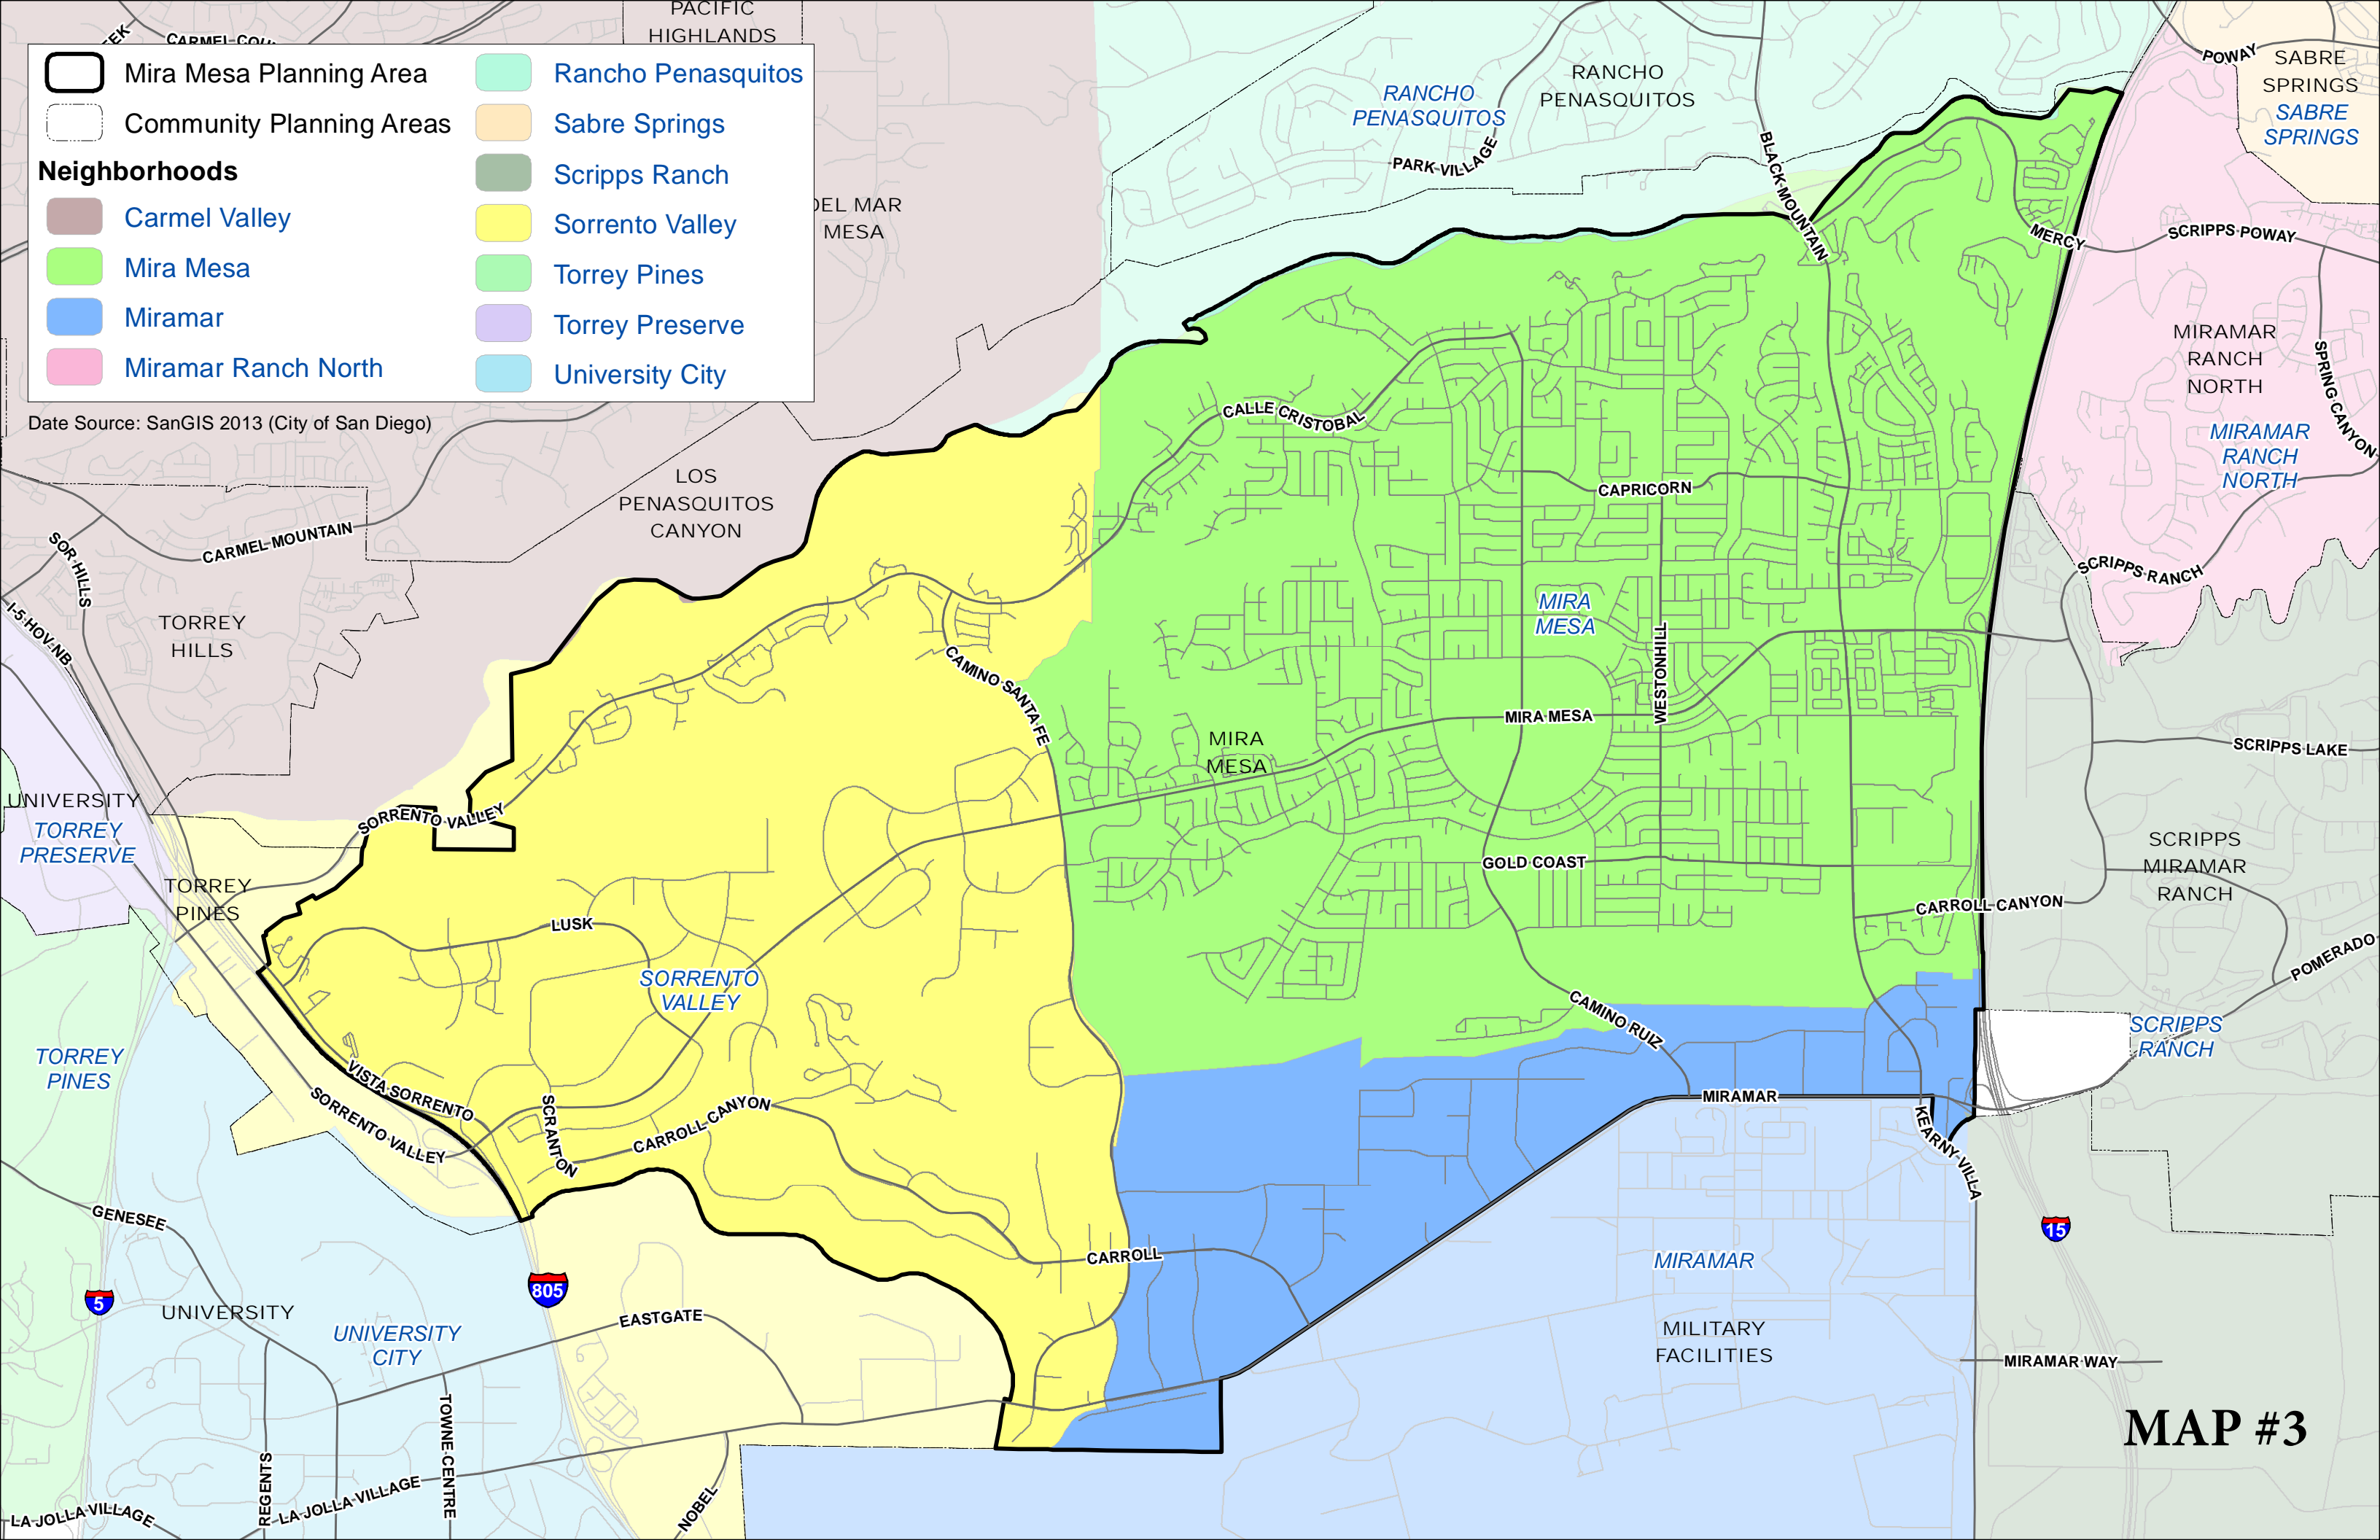 PACIFIC
HIGHLANDS
CARMEL
Mira Mesa Planning Area
Community Planning Areas
Neighborhoods
Carmel Valley
Mira Mesa
Miramar
Miramar Ranch North
Rancho Penasquitos
Sabre Springs
Scripps Ranch
Sorrento Valley
Torrey Pines
Torrey Preserve
University City
Date Source: SanGIS 2013 (City of San Diego)
DEL MAR
MESA
RANCHO
PENASQUITOS
RANCHO
PENASQUITOS
PARK VILLAGE
BLACK MOUNTAIN
POWAY
SABRE
SPRINGS
SABRE
SPRINGS
MERCY
SCRIPPS POWAY
MIRAMAR
RANCH
NORTH
SPRING CANYON
MIRAMAR
RANCH
NORTH
CALLE CRISTOBAL
CAPRICORN
LOS
PENASQUITOS
CANYON
CARMEL MOUNTAIN
SOR HILLS
I-5 HOV NB
TORREY
HILLS
SCRIPPS RANCH
MIRA
MESA
WESTONHILL
CAMINO SANTA FE
MIRA MESA
MIRA
MESA
SCRIPPS LAKE
UNIVERSITY
TORREY
PRESERVE
SORRENTO VALLEY
TORREY
PINES
GOLD COAST
SCRIPPS
MIRAMAR
RANCH
CARROLL CANYON
POMERADO
LUSK
SORRENTO
VALLEY
CAMINO RUIZ
SCRIPPS
RANCH
TORREY
PINES
VISTA SORRENTO
SORRENTO VALLEY
SCRANTON
CARROLL CANYON
MIRAMAR
KEARNY VILLA
GENESEE
CARROLL
15
MIRAMAR
805
5
UNIVERSITY
EASTGATE
UNIVERSITY
CITY
MILITARY
FACILITIES
MIRAMAR WAY
TOWNE CENTRE
REGENTS
LA JOLLA VILLAGE
LA JOLLA VILLAGE
NOBEL
MAP #3